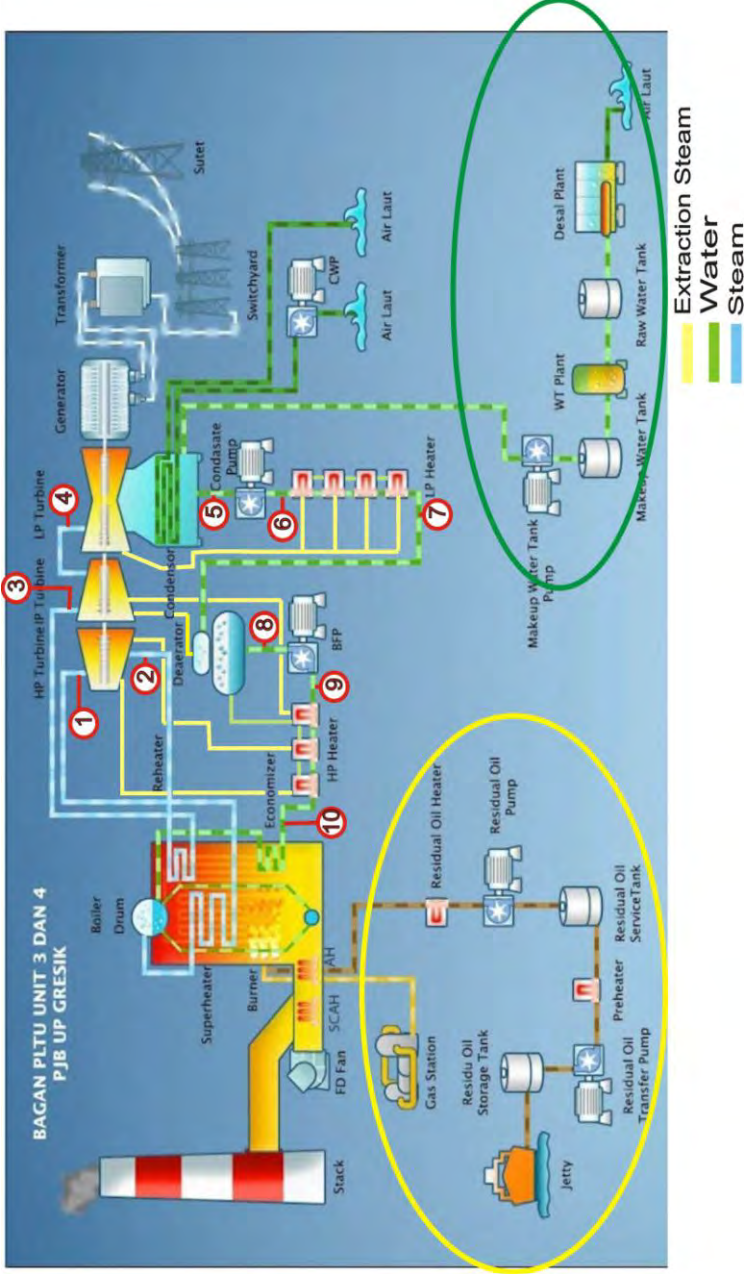 BAGAN PLTU UNIT 3 DAN 4
PJB UP GRESIK
Stack
FD Fan
SCAH
AH
Burner
Superheater
Boiler
Drum
Reheater
Economizer
HP Heater
HP Turbine
IP Turbine
LP Turbine
Generator
Transformer
Switchyard
Sutet
Condensor
Deaerator
Condasate
Pump
LP Heater
BFP
CWP
Air Laut
Air Laut
1
2
3
4
5
6
7
8
9
10
Gas Station
Jetty
Residu Oil
Storage Tank
Residual Oil
Transfer Pump
Preheater
Residual Oil
ServiceTank
Residual Oil
Pump
Residual Oil Heater
Makeup Water Tank
Pump
Makeup Water Tank
WT Plant
Raw Water Tank
Desal Plant
Air Laut
Extraction Steam
Water
Steam